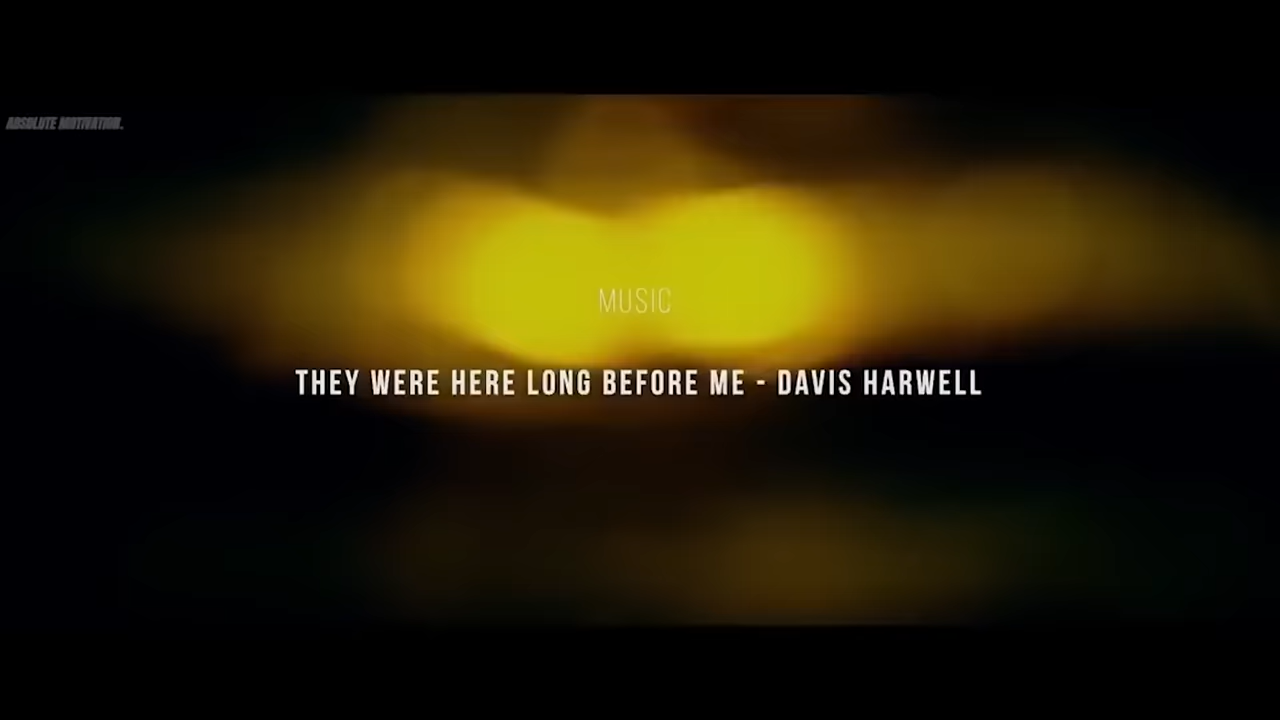 ABSOLUTE MOTIVATION.
MUSIC
THEY WERE HERE LONG BEFORE ME - DAVIS HARWELL